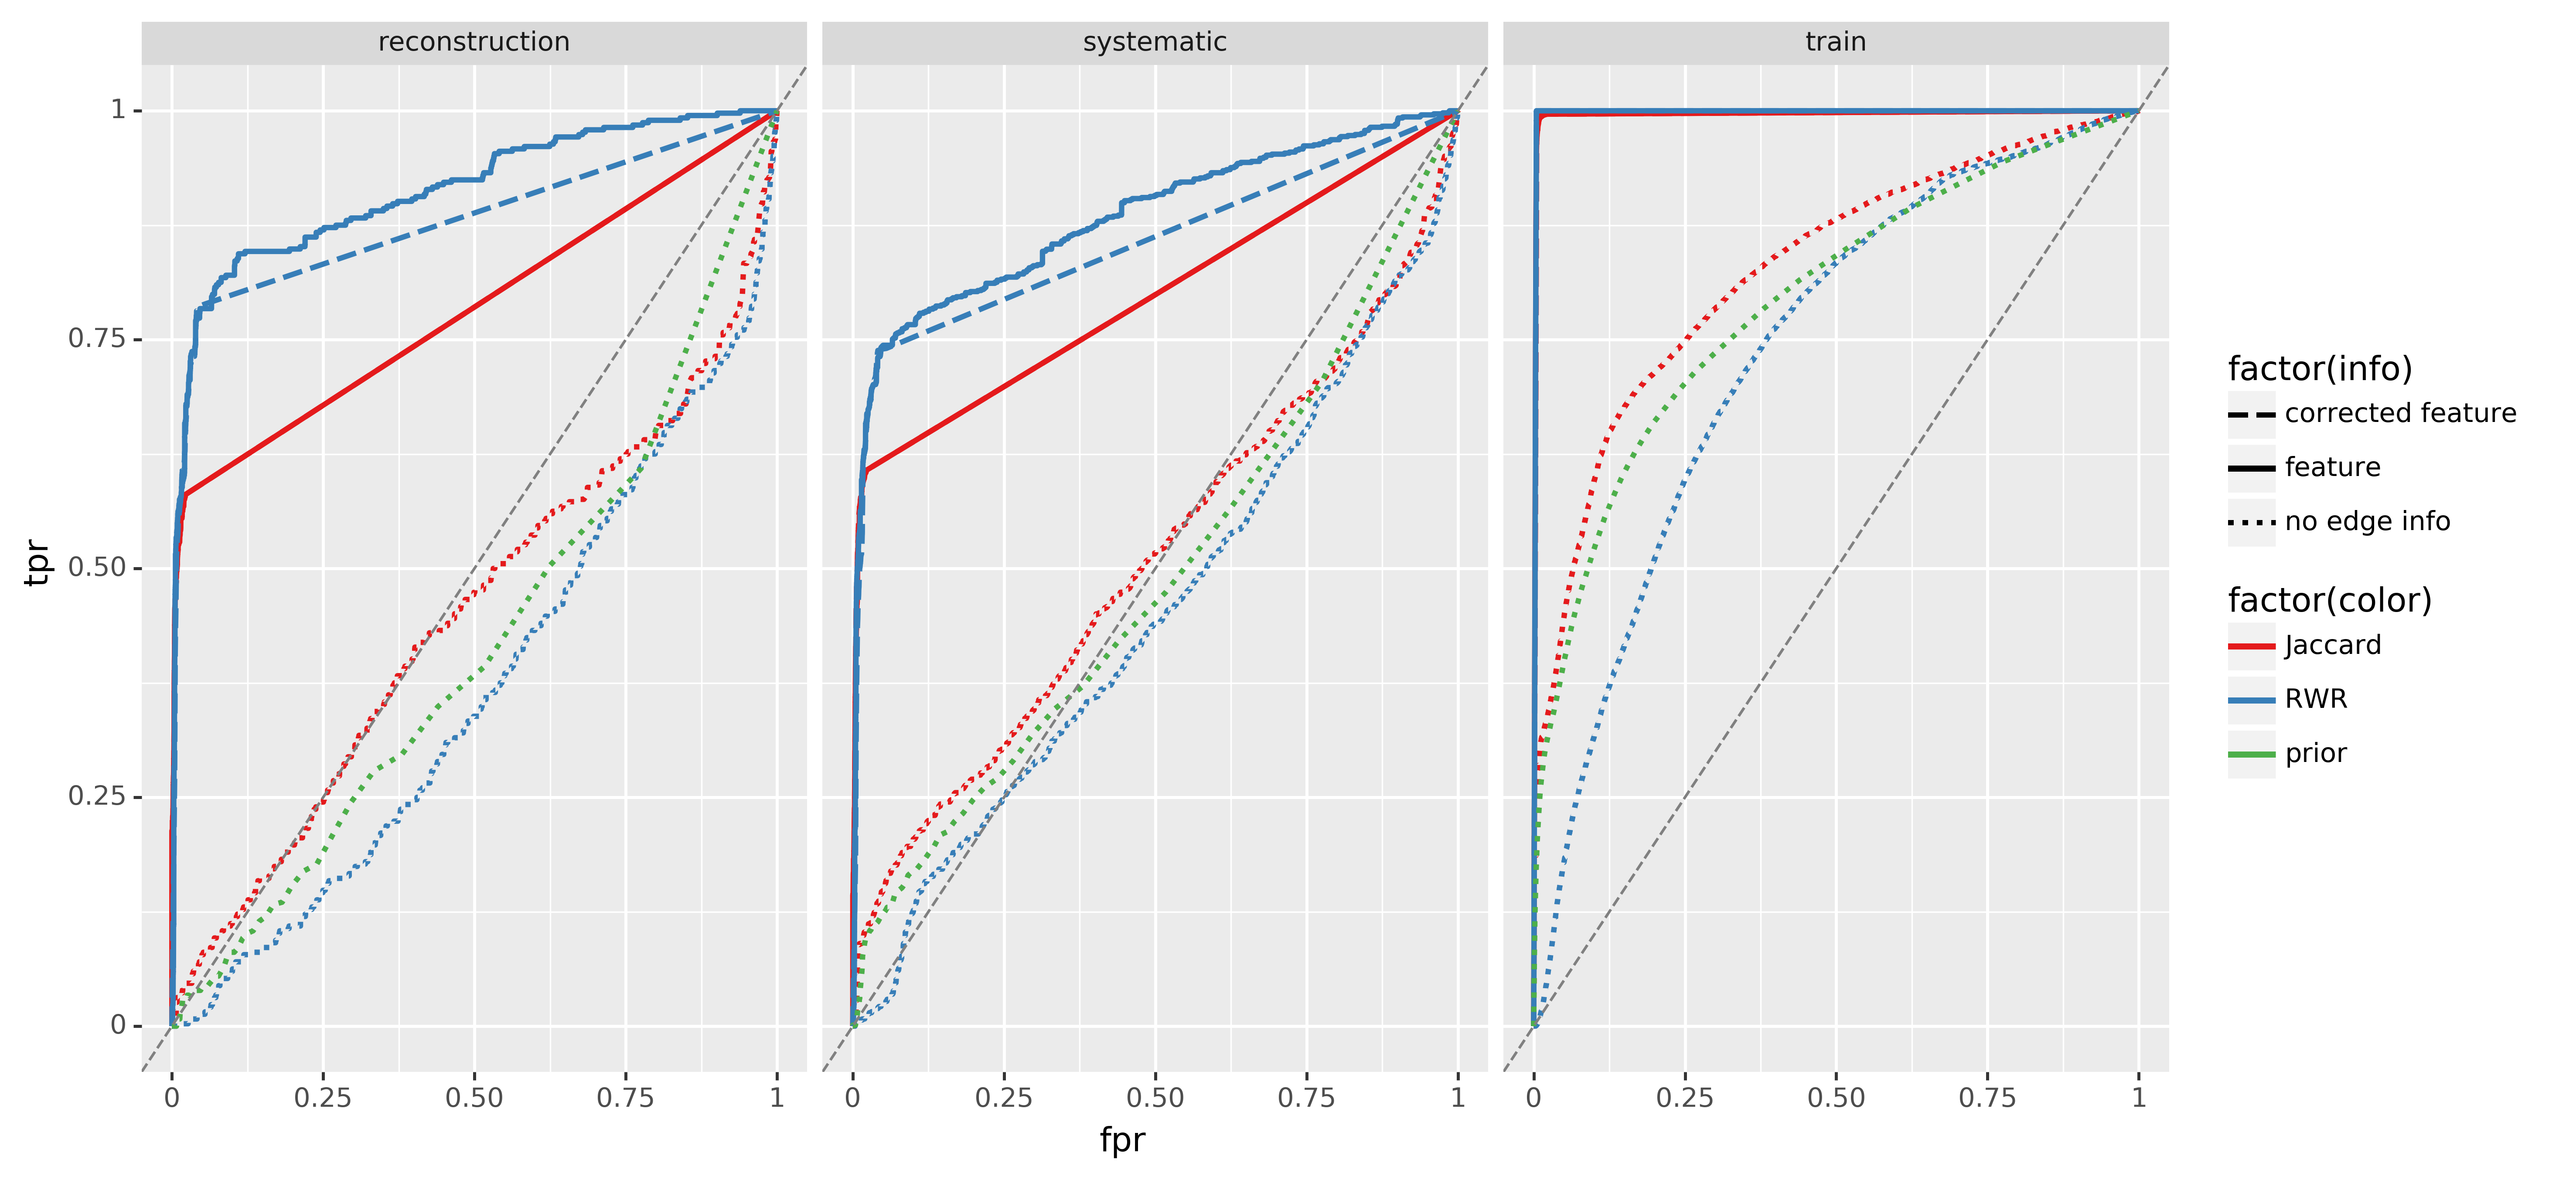 reconstruction
systematic
train
1
0.75
0.50
0.25
0
tpr
0 0.25 0.50 0.75 1
0 0.25 0.50 0.75 1
0 0.25 0.50 0.75 1
fpr
factor(info)
corrected feature
feature
no edge info
factor(color)
Jaccard
RWR
prior